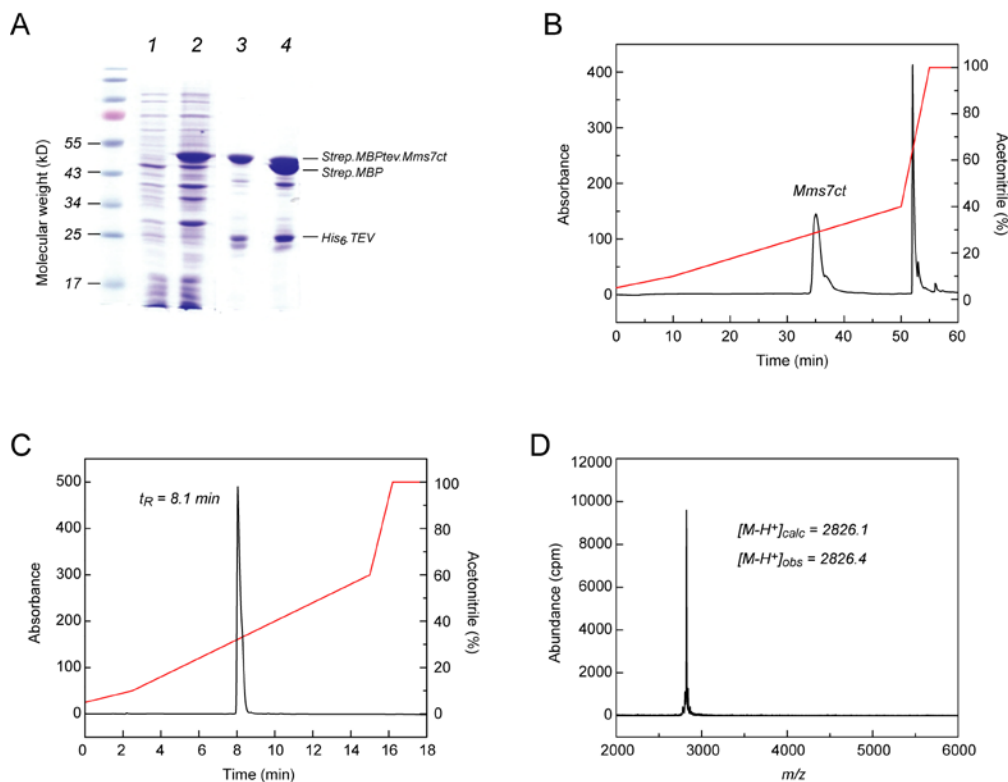 A
1 2 3 4
Molecular weight (kD)
55
43
34
25
17
Strep.MBPtev.Mms7ct
Strep.MBP
His6.TEV
B
Absorbance
400
300
200
100
0
Mms7ct
100
80
60
40
20
0
Acetonitrile (%)
0 10 20 30 40 50 60
Time (min)
C
Absorbance
500
400
300
200
100
0
tR = 8.1 min
100
80
60
40
20
0
Acetonitrile (%)
0 2 4 6 8 10 12 14 16 18
Time (min)
D
Abundance (cpm)
12000
10000
8000
6000
4000
2000
0
[M-H+]calc = 2826.1
[M-H+]obs = 2826.4
2000 3000 4000 5000 6000
m/z